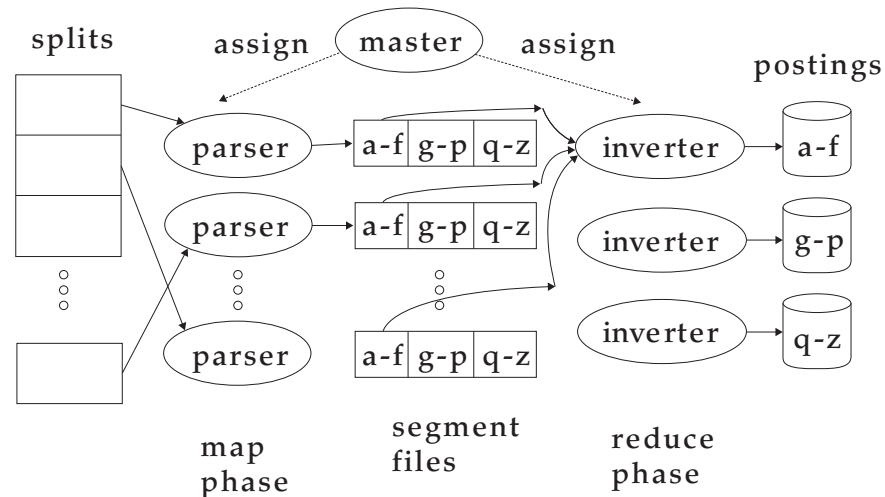 splits
assign
master
assign
postings
parser
a-f g-p q-z
inverter
a-f
parser
a-f g-p q-z
inverter
g-p
parser
a-f g-p q-z
inverter
q-z
map
phase
segment
files
reduce
phase